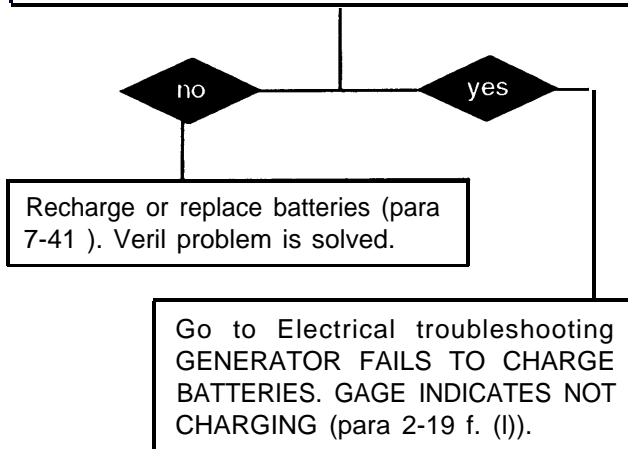 no
yes
Recharge or replace batteries (para
7-41 ). Veril problem is solved.
Go to Electrical troubleshooting
GENERATOR FAILS TO CHARGE
BATTERIES. GAGE INDICATES NOT
CHARGING (para 2-19 f. (l)).